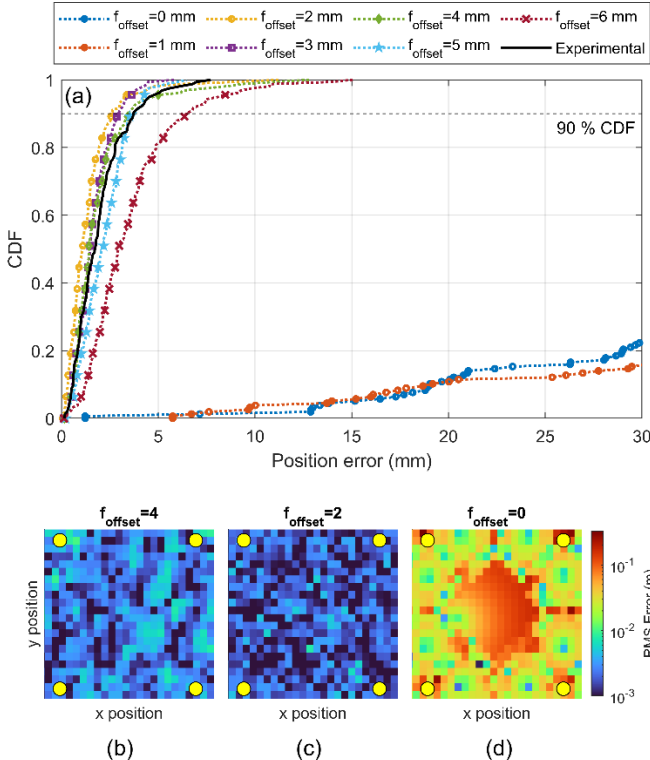 f_offset=0 mm f_offset=2 mm f_offset=4 mm f_offset=6 mm
f_offset=1 mm f_offset=3 mm f_offset=5 mm Experimental
(a)
90 % CDF
CDF
1
0.8
0.6
0.4
0.2
0
0 5 10 15 20 25 30
Position error (mm)
f_offset=4 f_offset=2 f_offset=0
y position
10^-1
10^-2
10^-3
RMS Error (m)
x position x position x position
(b) (c) (d)